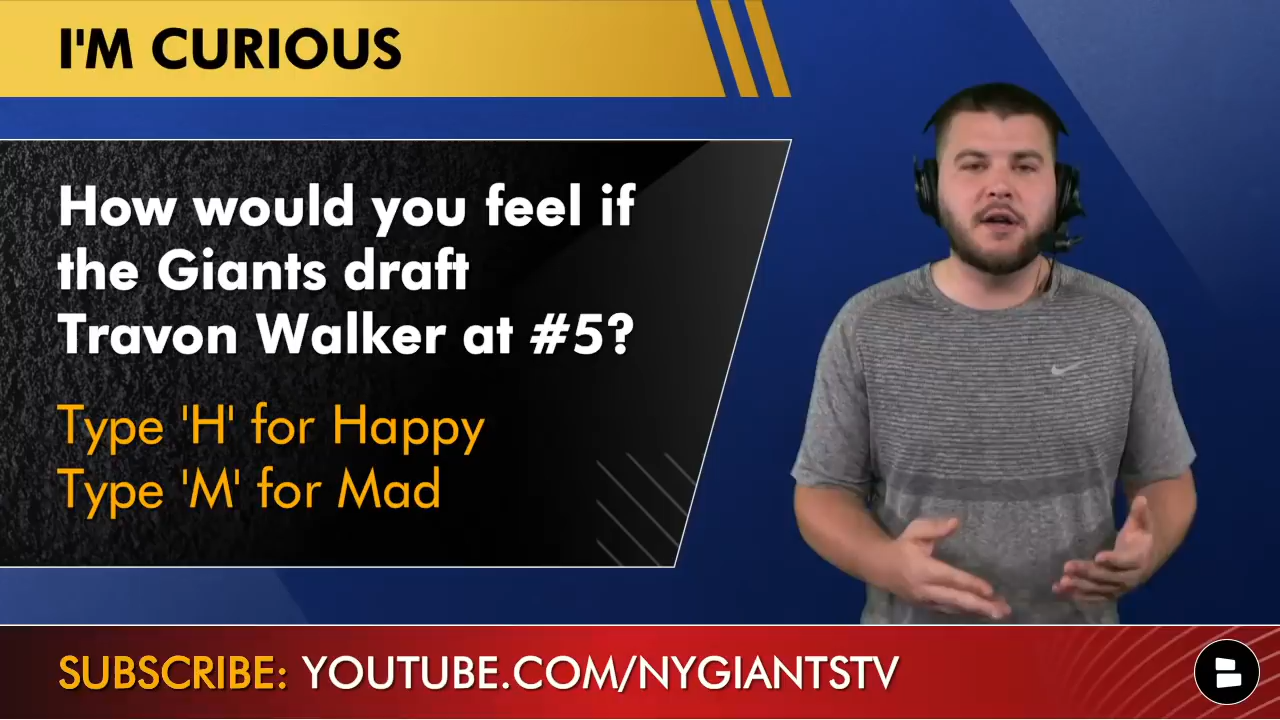 I'M CURIOUS
How would you feel if
the Giants draft
Travon Walker at #5?
Type 'H' for Happy
Type 'M' for Mad
SUBSCRIBE: YOUTUBE.COM/NYGIANTSTV